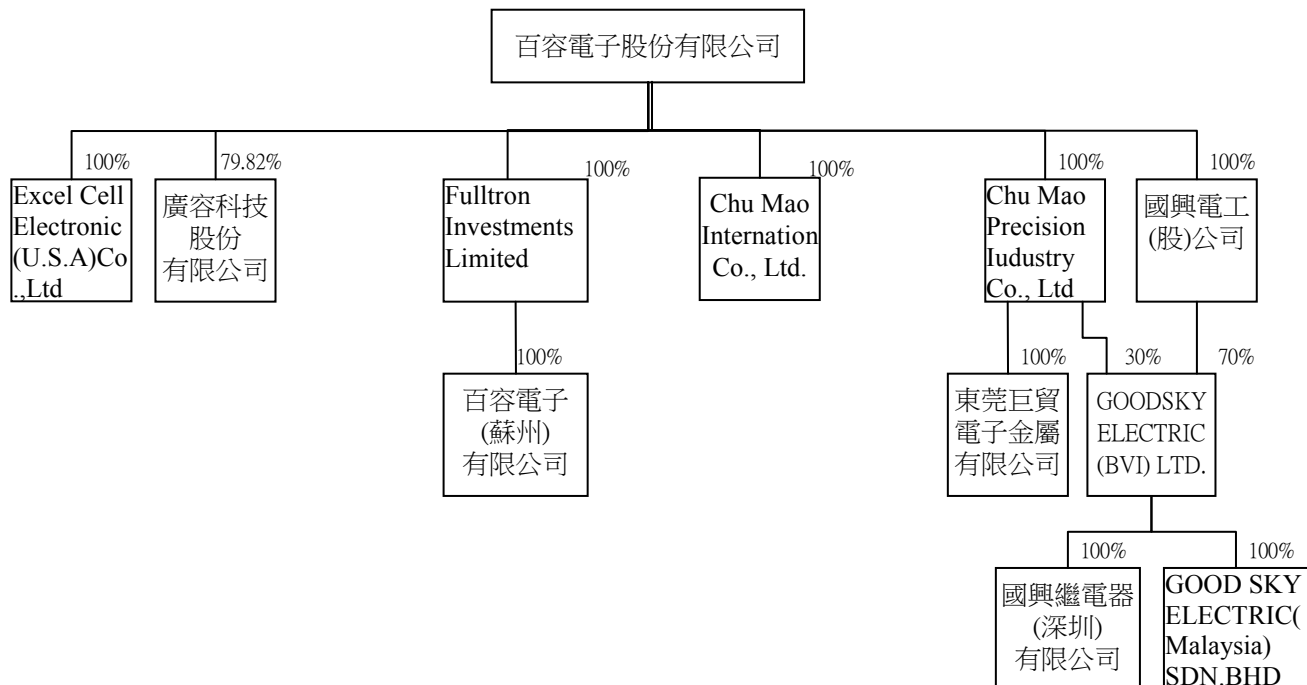 百容電子股份有限公司
100%
79.82%
100%
100%
100%
100%
Excel Cell
Electronic
(U.S.A)Co
.,Ltd
廣容科技
股份
有限公司
Fulltron
Investments
Limited
Chu Mao
Internation
Co., Ltd.
Chu Mao
Precision
Iudustry
Co., Ltd
國興電工
(股)公司
100%
100%
30%
70%
百容電子
(蘇州)
有限公司
東莞巨貿
電子金屬
有限公司
GOODSKY
ELECTRIC
(BVI) LTD.
100%
100%
國興繼電器
(深圳)
有限公司
GOOD SKY
ELECTRIC(
Malaysia)
SDN.BHD